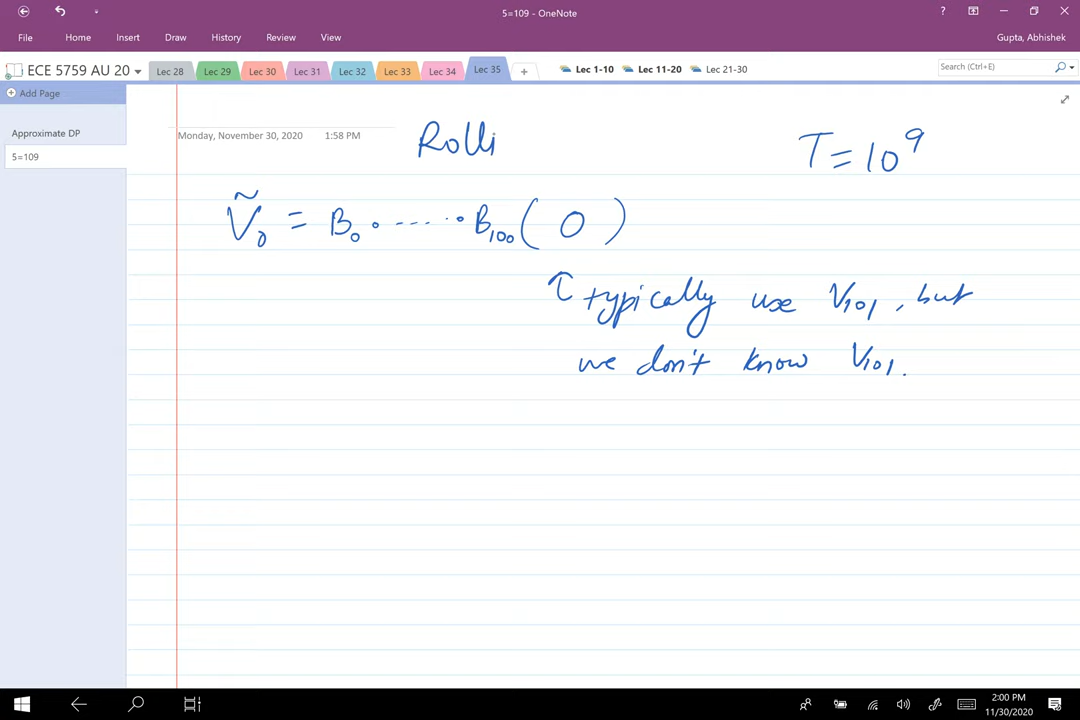 5=109 - OneNote
Gupta, Abhishek
File Home Insert Draw History Review View
ECE 5759 AU 20
Lec 28 Lec 29 Lec 30 Lec 31 Lec 32 Lec 33 Lec 34 Lec 35
Lec 1-10 Lec 11-20 Lec 21-30
Search (Ctrl+E)
Add Page
Approximate DP
5=109
Monday, November 30, 2020 1:58 PM
Rolli
T = 10⁹
Ṽ₀ = B₀ ∘ ····· ∘ B₁₀₀ ( 0 )
↑ typically use V₁₀₁, but
we don't know V₁₀₁.
2:00 PM
11/30/2020